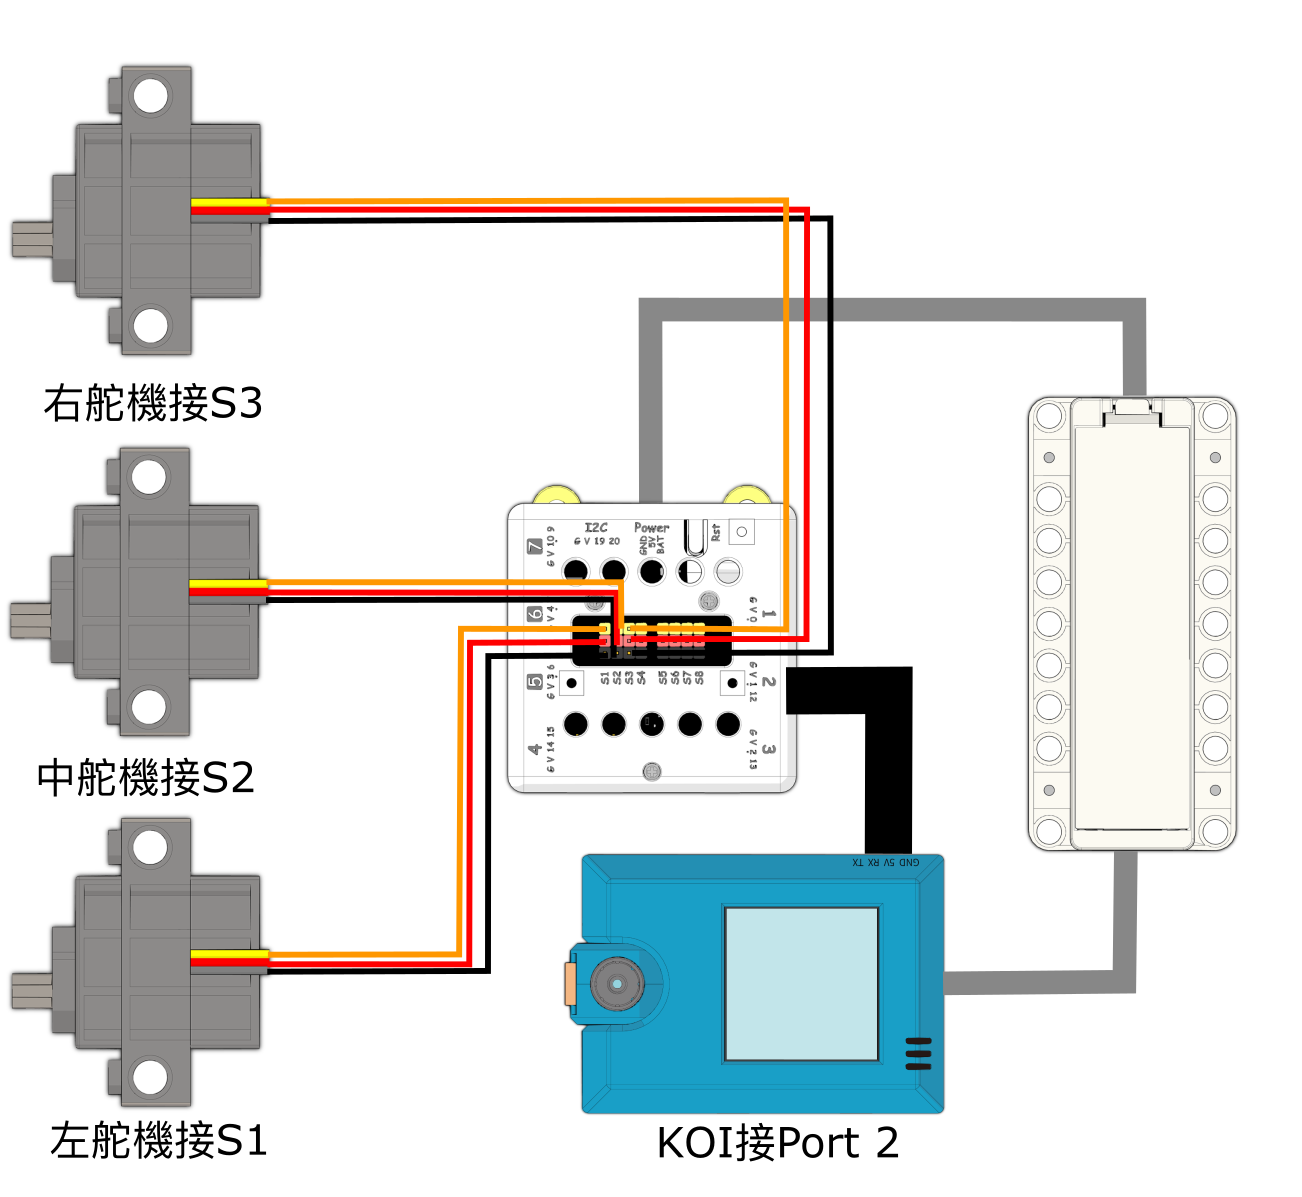 右舵機接S3
I2C
Power
G V 19 20
GND
5V
BAT
Rst
7
G V 10 9
6
V 4
1
G V 0
5
G V 3 6
S1
S2
S3
S4
S5
S6
S7
S8
2
G V 1 12
4
G V 14 15
3
G V 2 13
中舵機接S2
GND 5V RX TX
左舵機接S1
KOI接Port 2